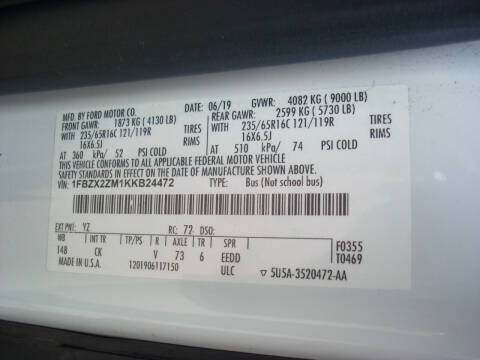 MFD. BY FORD MOTOR CO.
DATE: 06/19 GVWR: 4082 KG ( 9000 LB)
FRONT GAWR: 1873 KG ( 4130 LB) REAR GAWR: 2599 KG ( 5730 LB)
WITH 235/65R16C 121/119R TIRES WITH 235/65R16C 121/119R TIRES
16X6.5J RIMS 16X6.5J RIMS
AT 360 kPa/ 52 PSI COLD AT 510 kPa/ 74 PSI COLD
THIS VEHICLE CONFORMS TO ALL APPLICABLE FEDERAL MOTOR VEHICLE
SAFETY STANDARDS IN EFFECT ON THE DATE OF MANUFACTURE SHOWN ABOVE.
VIN: 1FBZX2ZM1KKB24472 TYPE: Bus (Not school bus)
EXT PNT: YZ RC: 72 DSO:
WB INT TR TP/PS R AXLE TR SPR F0355
148 CK V 73 6 EEDD T0469
MADE IN U.S.A. 1201906117150 ULC 5U5A-3520472-AA